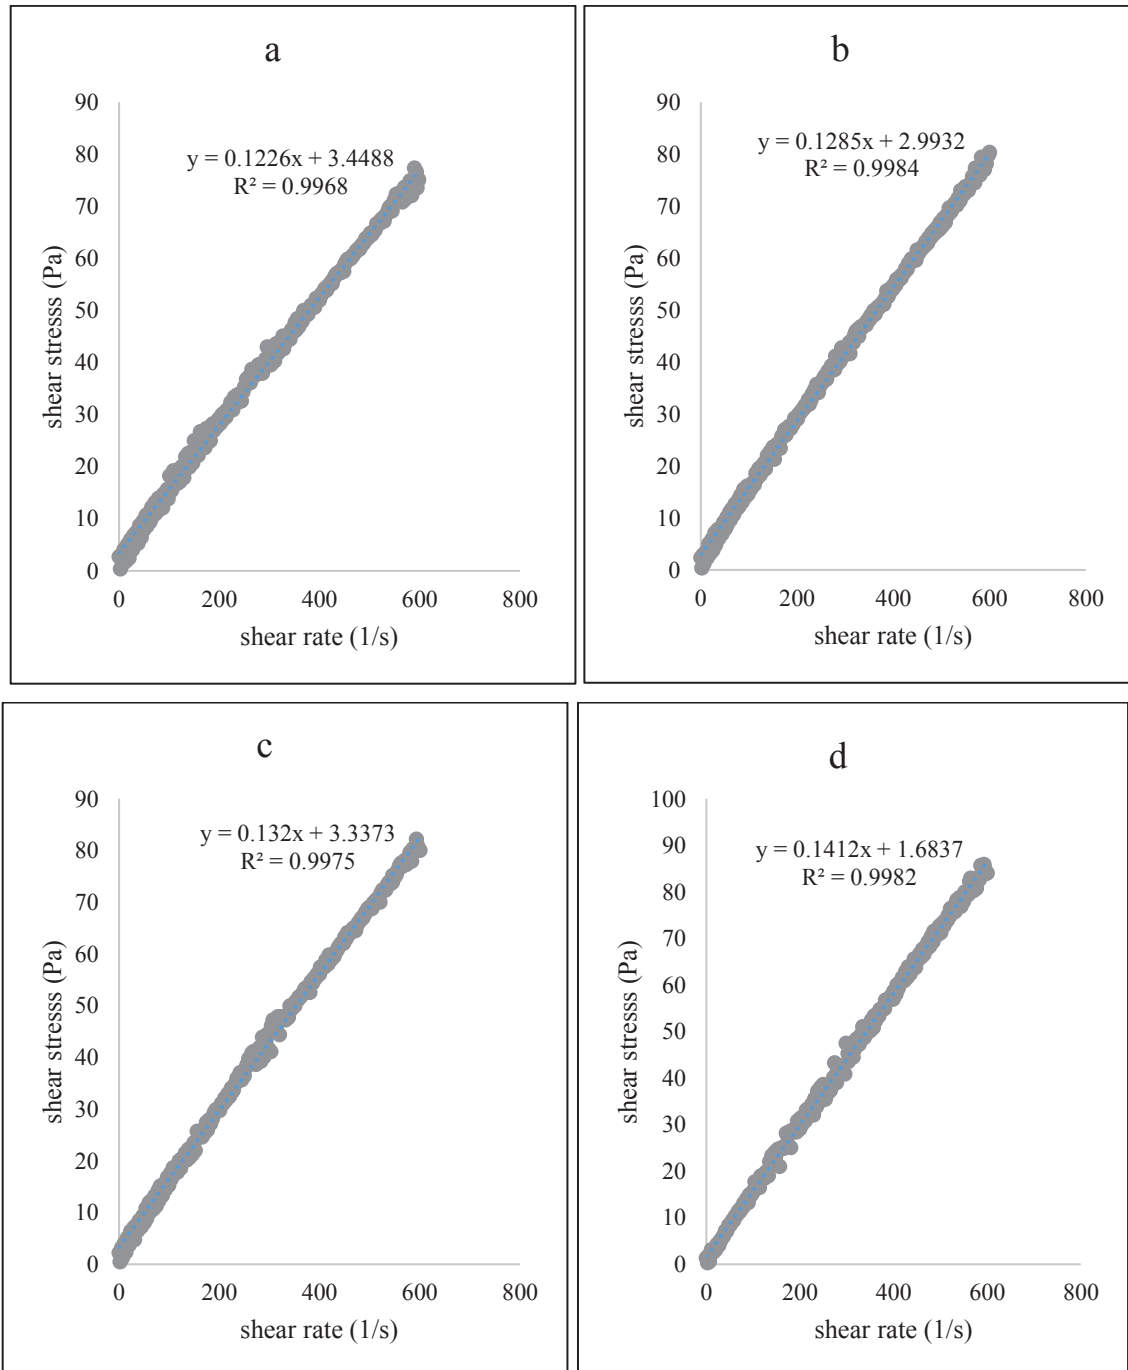 a
90
80
70
60
50
40
30
20
10
0
y = 0.1226x + 3.4488
R² = 0.9968
shear stresss (Pa)
0 200 400 600 800
shear rate (1/s)
b
90
80
70
60
50
40
30
20
10
0
y = 0.1285x + 2.9932
R² = 0.9984
shear stresss (Pa)
0 200 400 600 800
shear rate (1/s)
c
90
80
70
60
50
40
30
20
10
0
y = 0.132x + 3.3373
R² = 0.9975
shear stresss (Pa)
0 200 400 600 800
shear rate (1/s)
d
100
90
80
70
60
50
40
30
20
10
0
y = 0.1412x + 1.6837
R² = 0.9982
shear stresss (Pa)
0 200 400 600 800
shear rate (1/s)